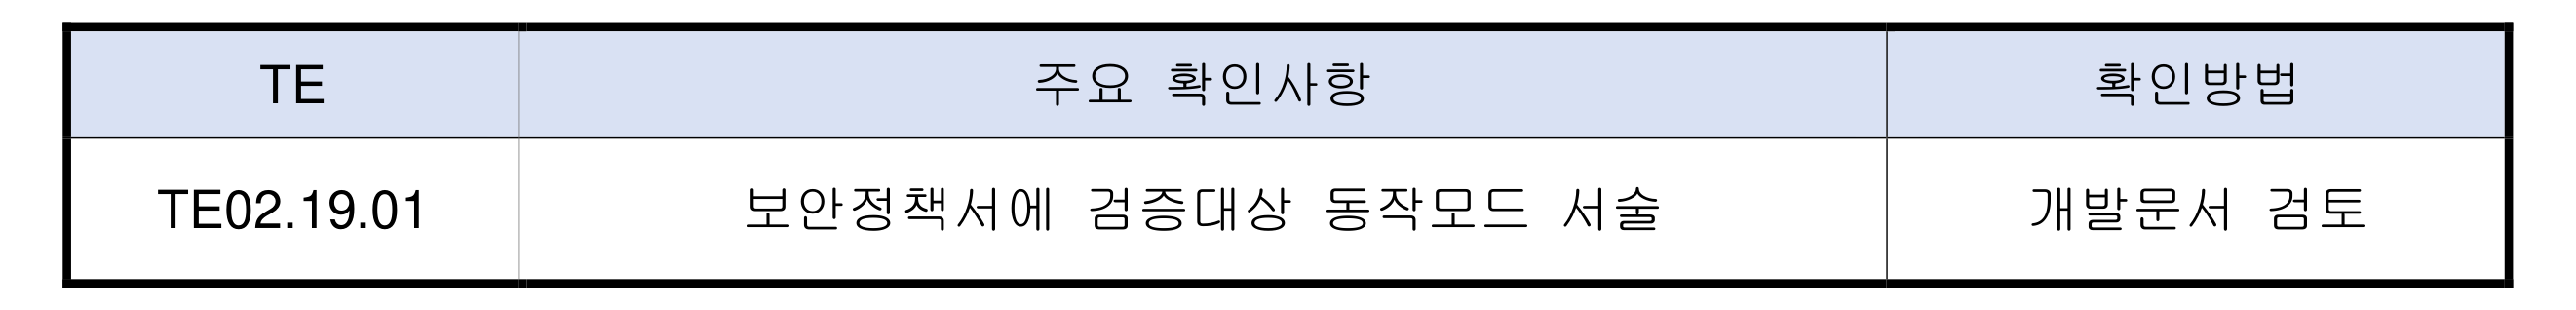 TE 주요 확인사항 확인방법
TE02.19.01 보안정책서에 검증대상 동작모드 서술 개발문서 검토